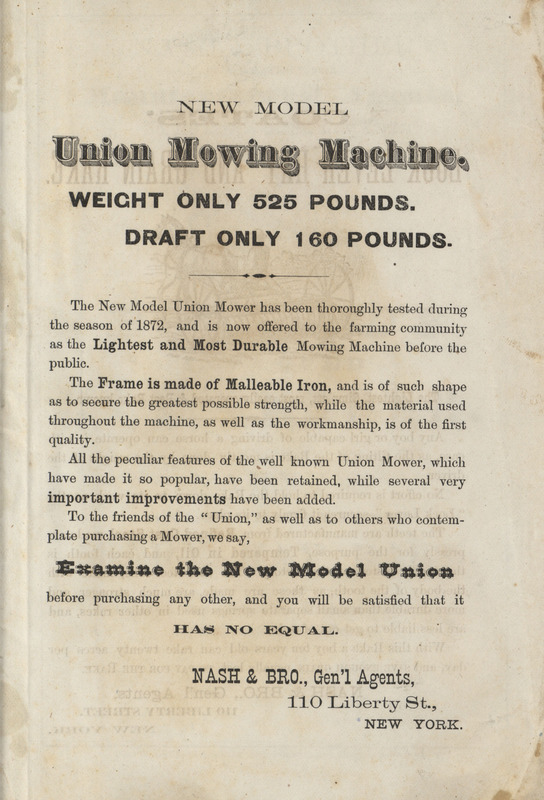 NEW MODEL
Union Mowing Machine.
WEIGHT ONLY 525 POUNDS.
DRAFT ONLY 160 POUNDS.
The New Model Union Mower has been thoroughly tested during
the season of 1872, and is now offered to the farming community
as the Lightest and Most Durable Mowing Machine before the
public.
The Frame is made of Malleable Iron, and is of such shape
as to secure the greatest possible strength, while the material used
throughout the machine, as well as the workmanship, is of the first
quality.
All the peculiar features of the well known Union Mower, which
have made it so popular, have been retained, while several very
important improvements have been added.
To the friends of the "Union," as well as to others who contem-
plate purchasing a Mower, we say,
Examine the New Model Union
before purchasing any other, and you will be satisfied that it
HAS NO EQUAL.
NASH & BRO., Gen'l Agents,
110 Liberty St.,
NEW YORK.